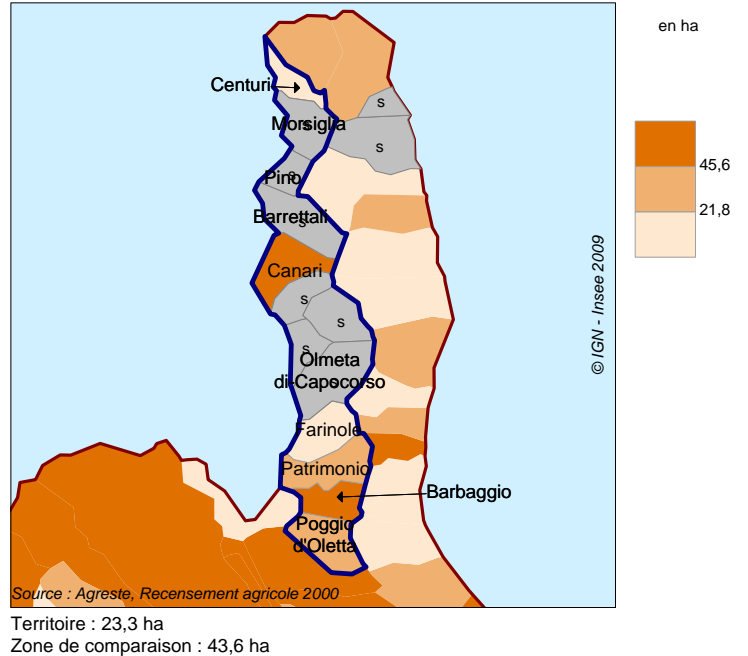 en ha
45,6
21,8
Centuri
s
Morsiglia
s
s
Pino
s
Barrettali
s
Canari
s
s
s
Olmeta
di-Capocorso
s
Farinole
Patrimonio
Barbaggio
Poggio
d'Oletta
© IGN - Insee 2009
Source : Agreste, Recensement agricole 2000
Territoire : 23,3 ha
Zone de comparaison : 43,6 ha